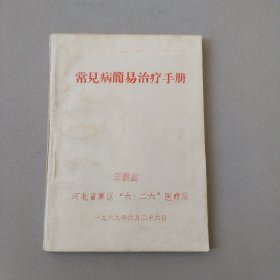 常見病簡易治疗手册
河北省軍区“六·二六”医疗队
一九六九年六月二十六日